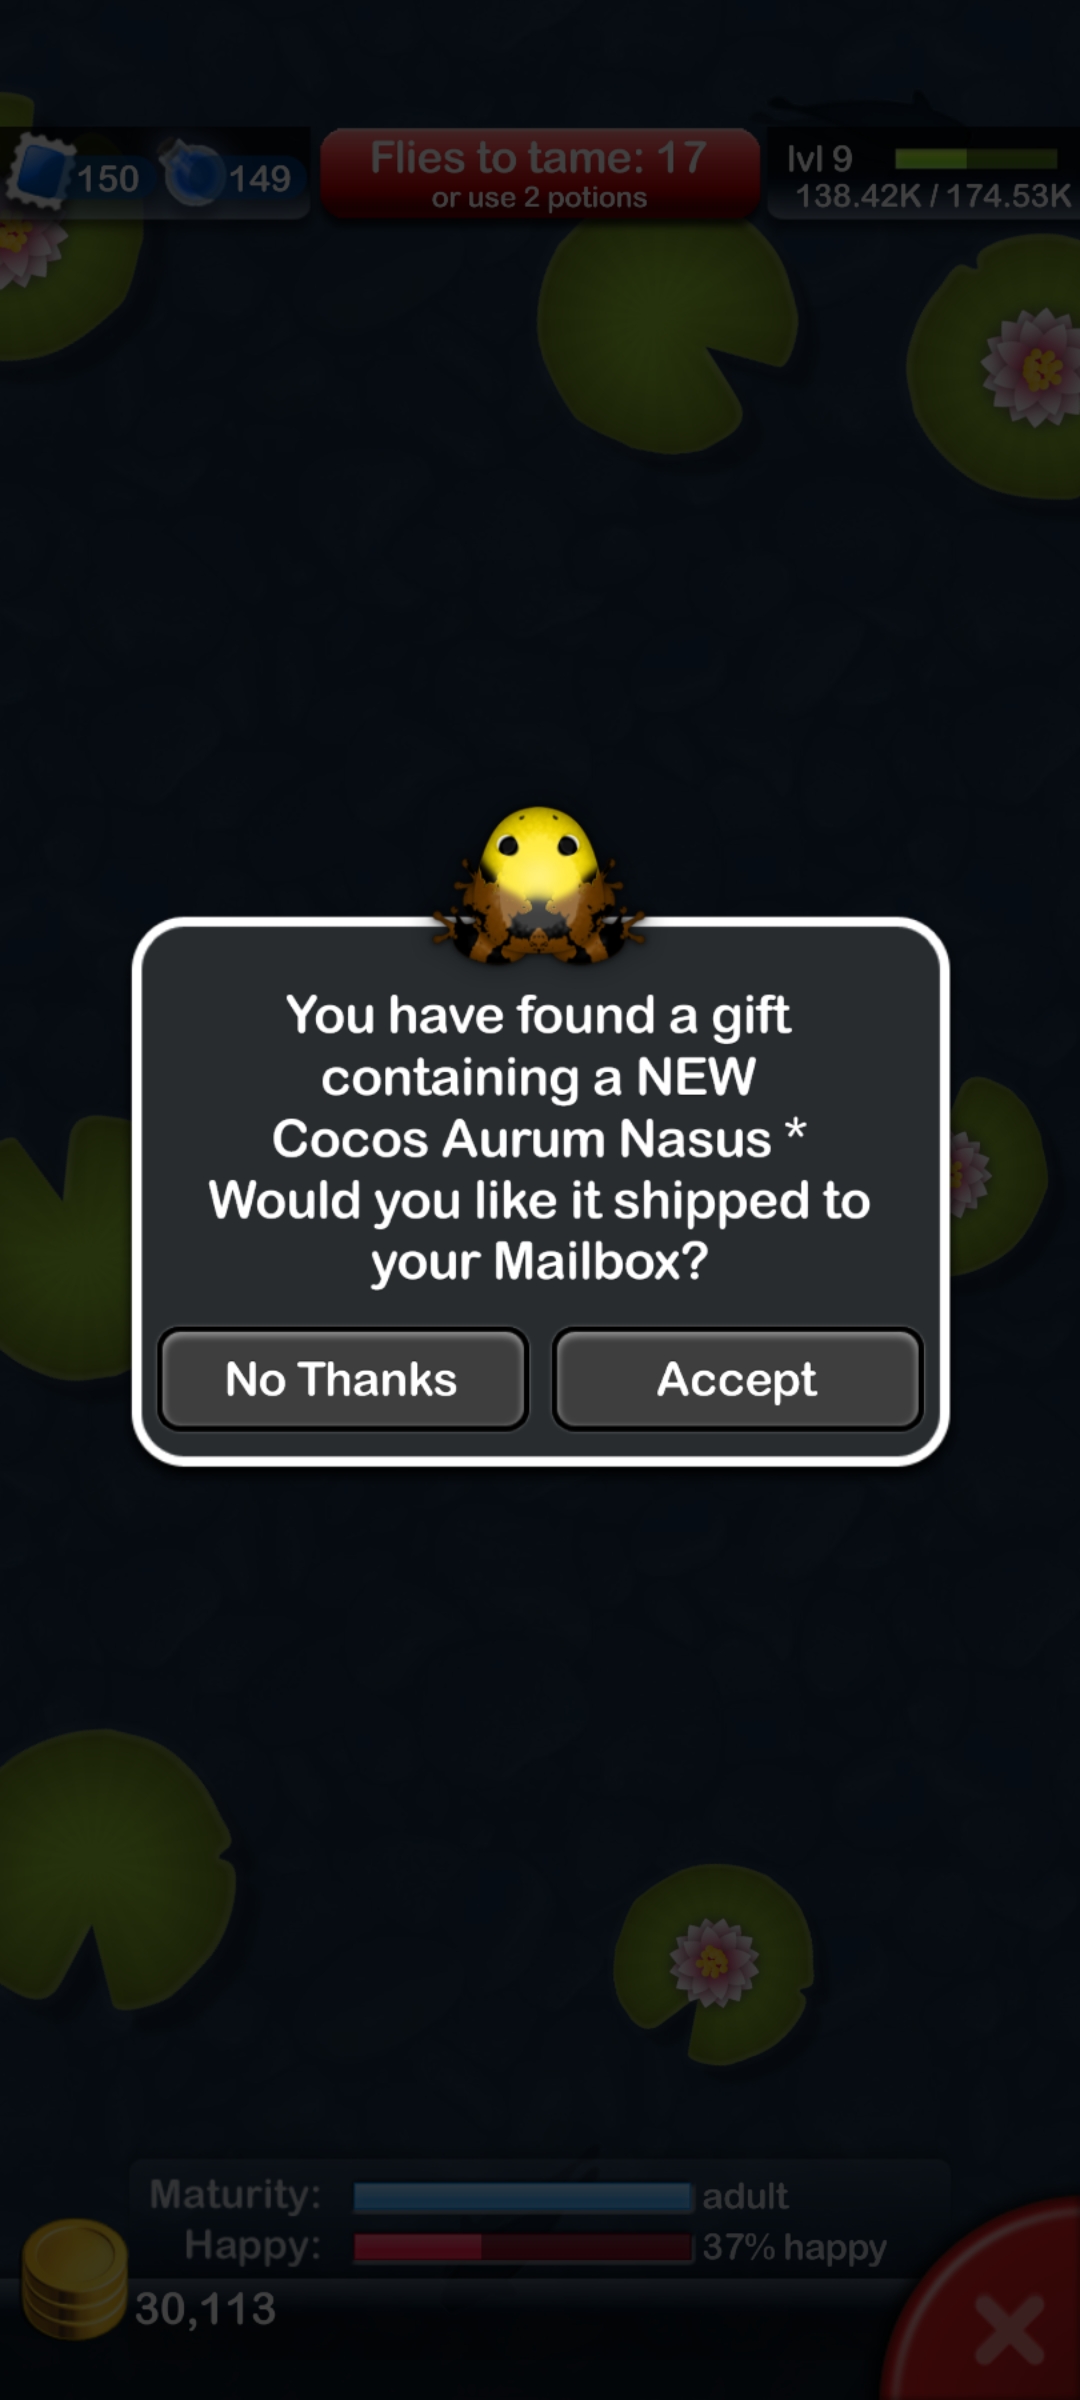 150
149
Flies to tame: 17
or use 2 potions
lvl 9
138.42K / 174.53K
You have found a gift
containing a NEW
Cocos Aurum Nasus *
Would you like it shipped to
your Mailbox?
No Thanks
Accept
Maturity:
adult
Happy:
37% happy
30,113